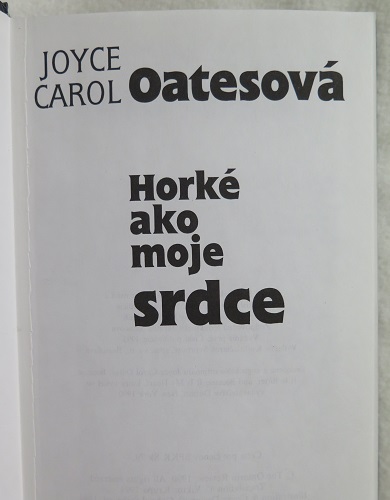 JOYCE
CAROL Oatesová
Horké
ako
moje
srdce